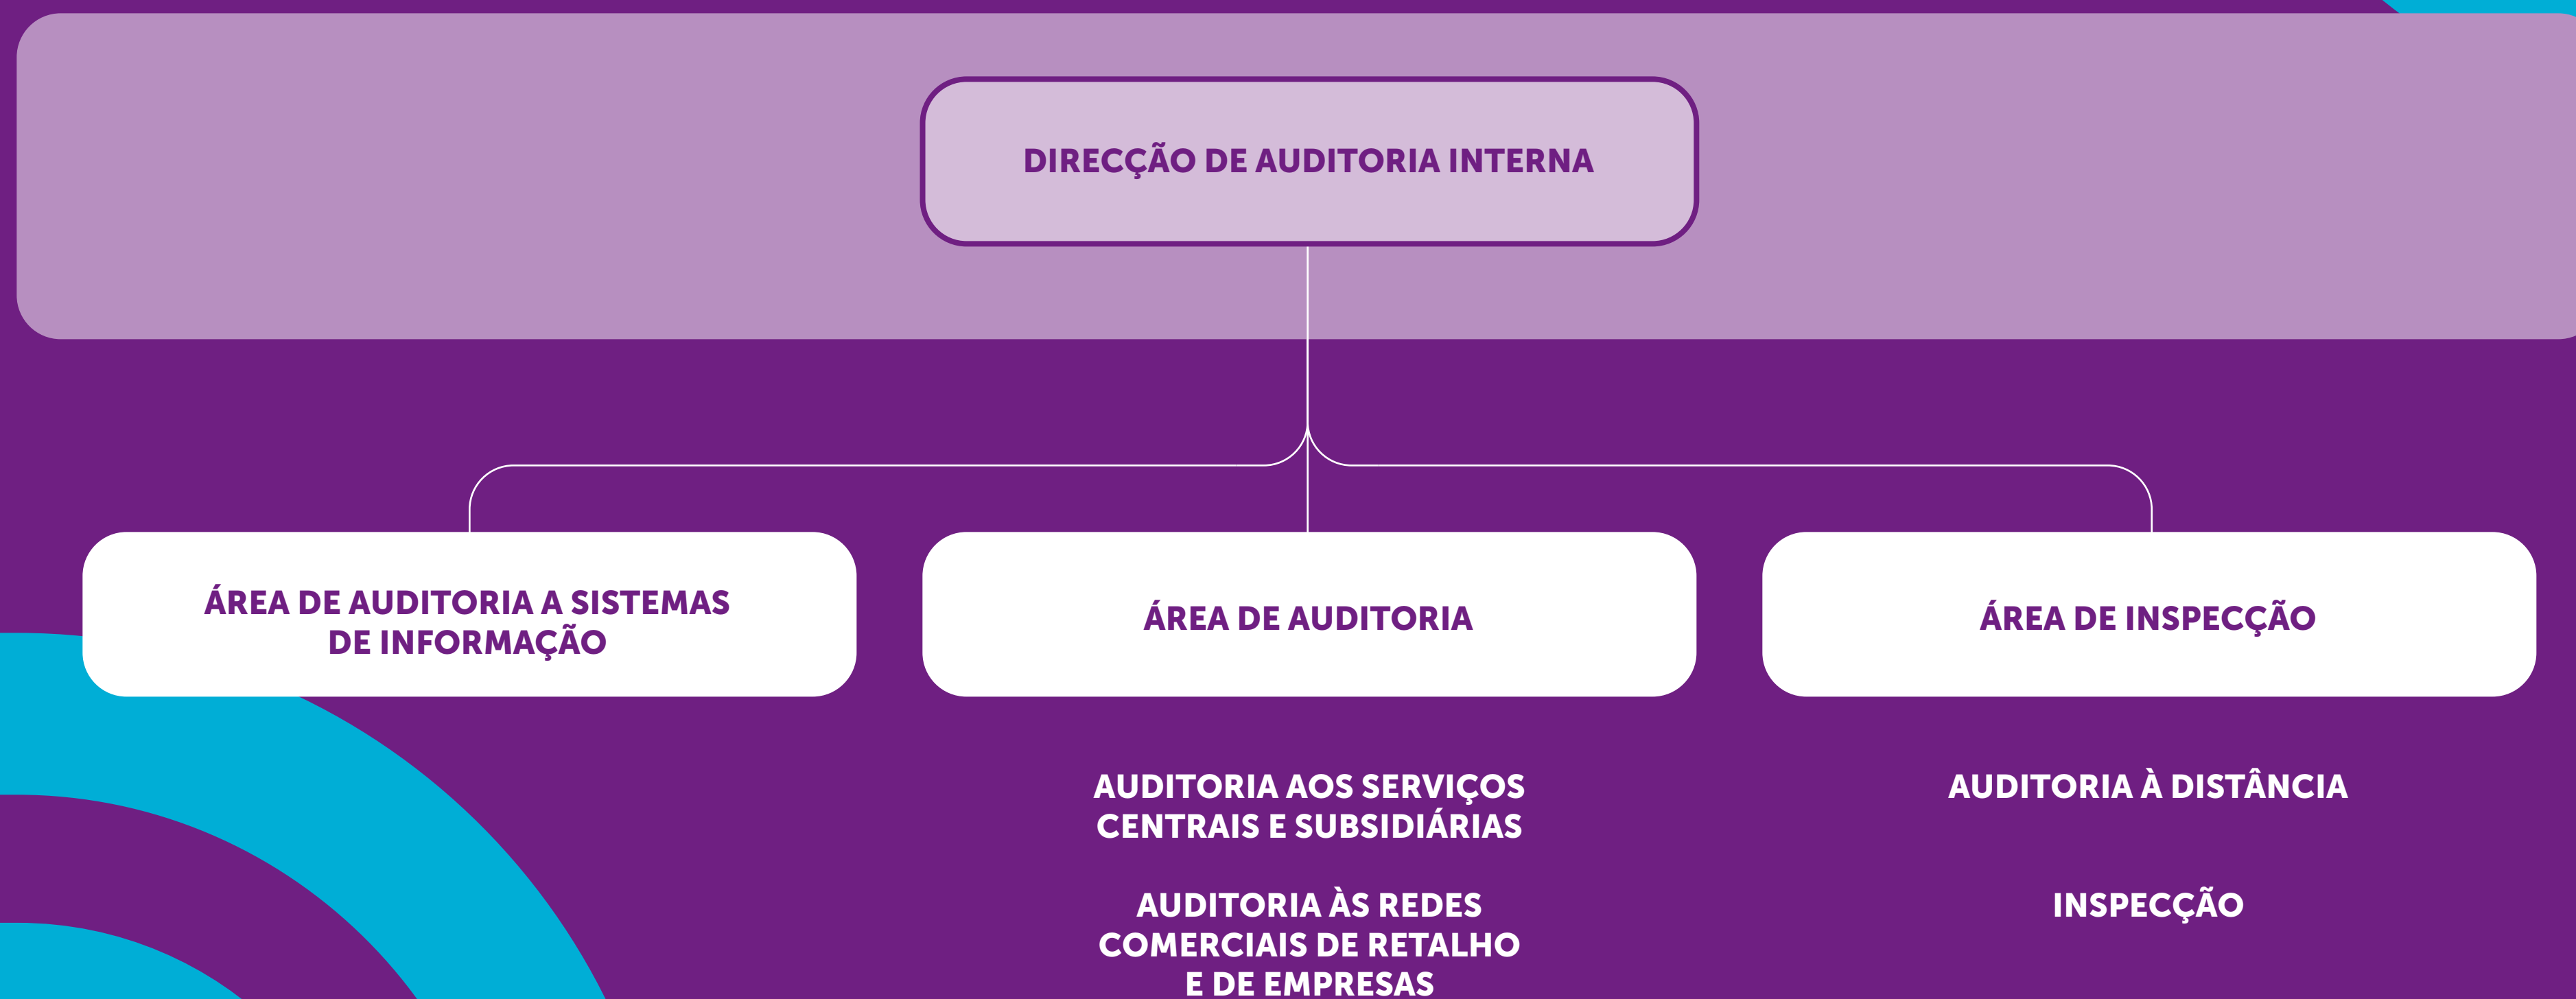 DIRECÇÃO DE AUDITORIA INTERNA
ÁREA DE AUDITORIA A SISTEMAS
DE INFORMAÇÃO
ÁREA DE AUDITORIA
AUDITORIA AOS SERVIÇOS
CENTRAIS E SUBSIDIÁRIAS
AUDITORIA ÀS REDES
COMERCIAIS DE RETALHO
E DE EMPRESAS
ÁREA DE INSPECÇÃO
AUDITORIA À DISTÂNCIA
INSPECÇÃO